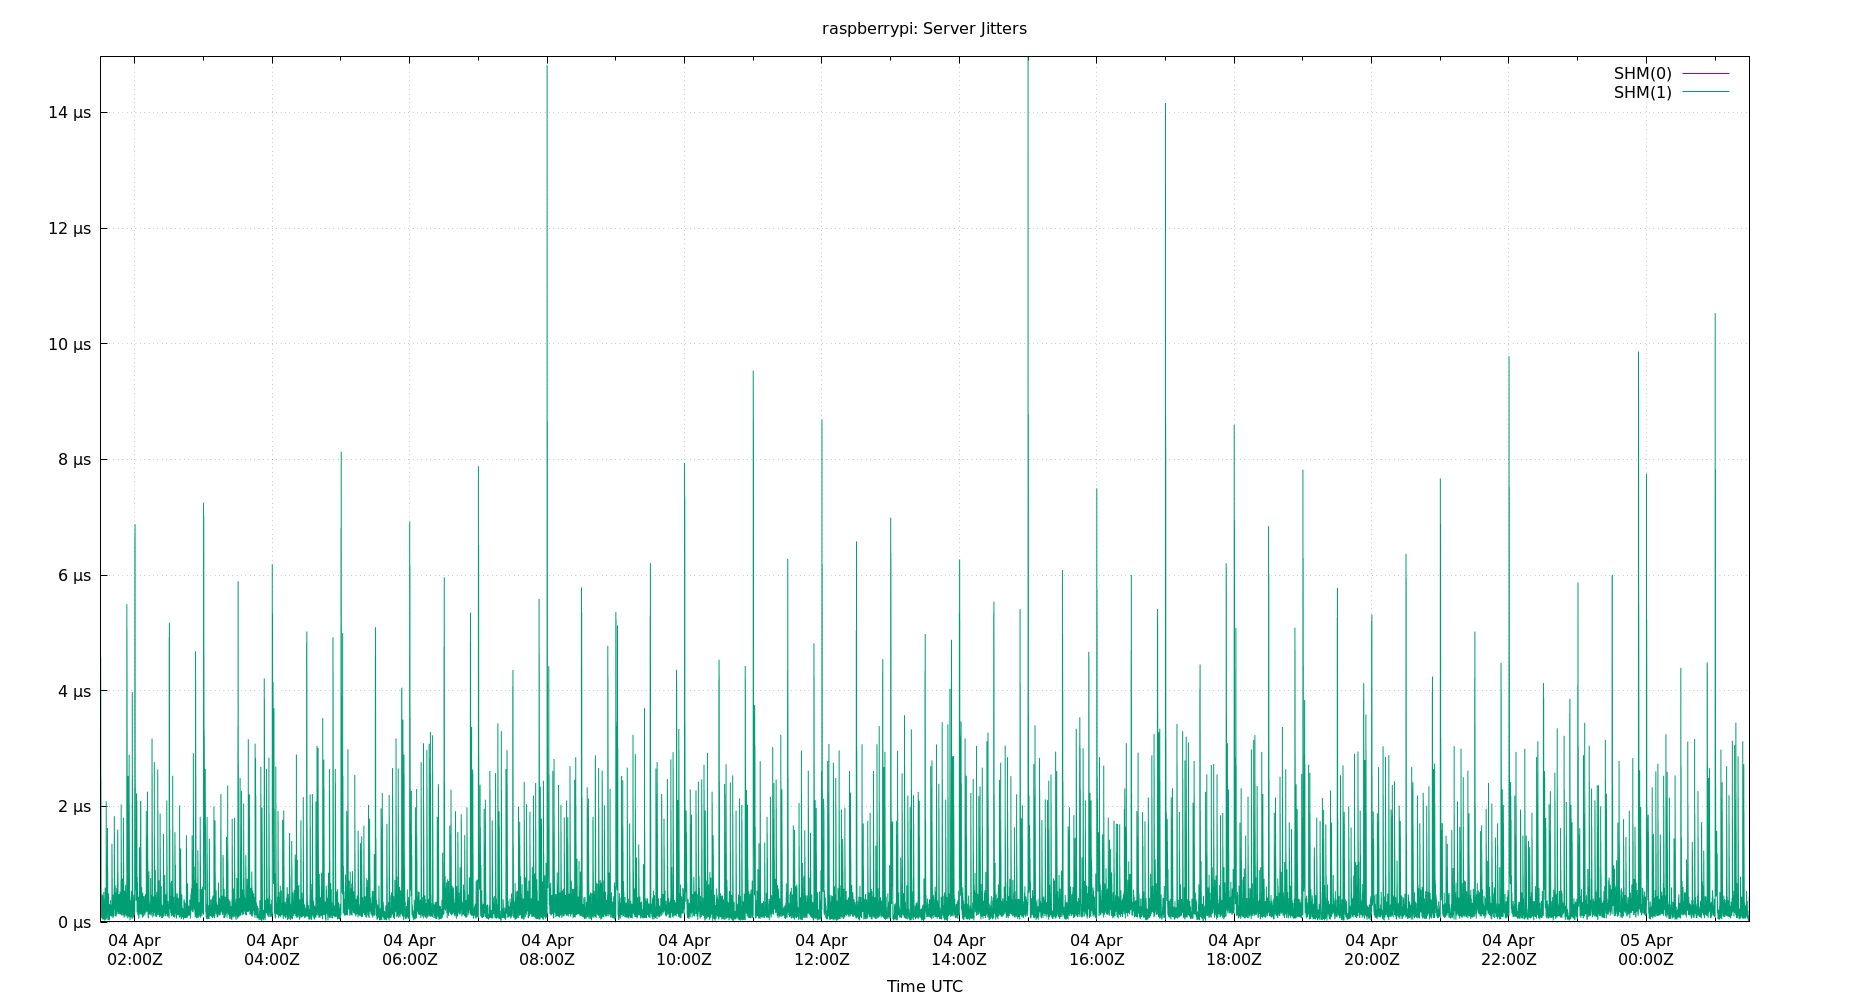 raspberrypi: Server Jitters
SHM(0)
SHM(1)
14 µs
12 µs
10 µs
8 µs
6 µs
4 µs
2 µs
0 µs
04 Apr 04 Apr 04 Apr 04 Apr 04 Apr 04 Apr 04 Apr 04 Apr 04 Apr 04 Apr 04 Apr 05 Apr
02:00Z 04:00Z 06:00Z 08:00Z 10:00Z 12:00Z 14:00Z 16:00Z 18:00Z 20:00Z 22:00Z 00:00Z
Time UTC